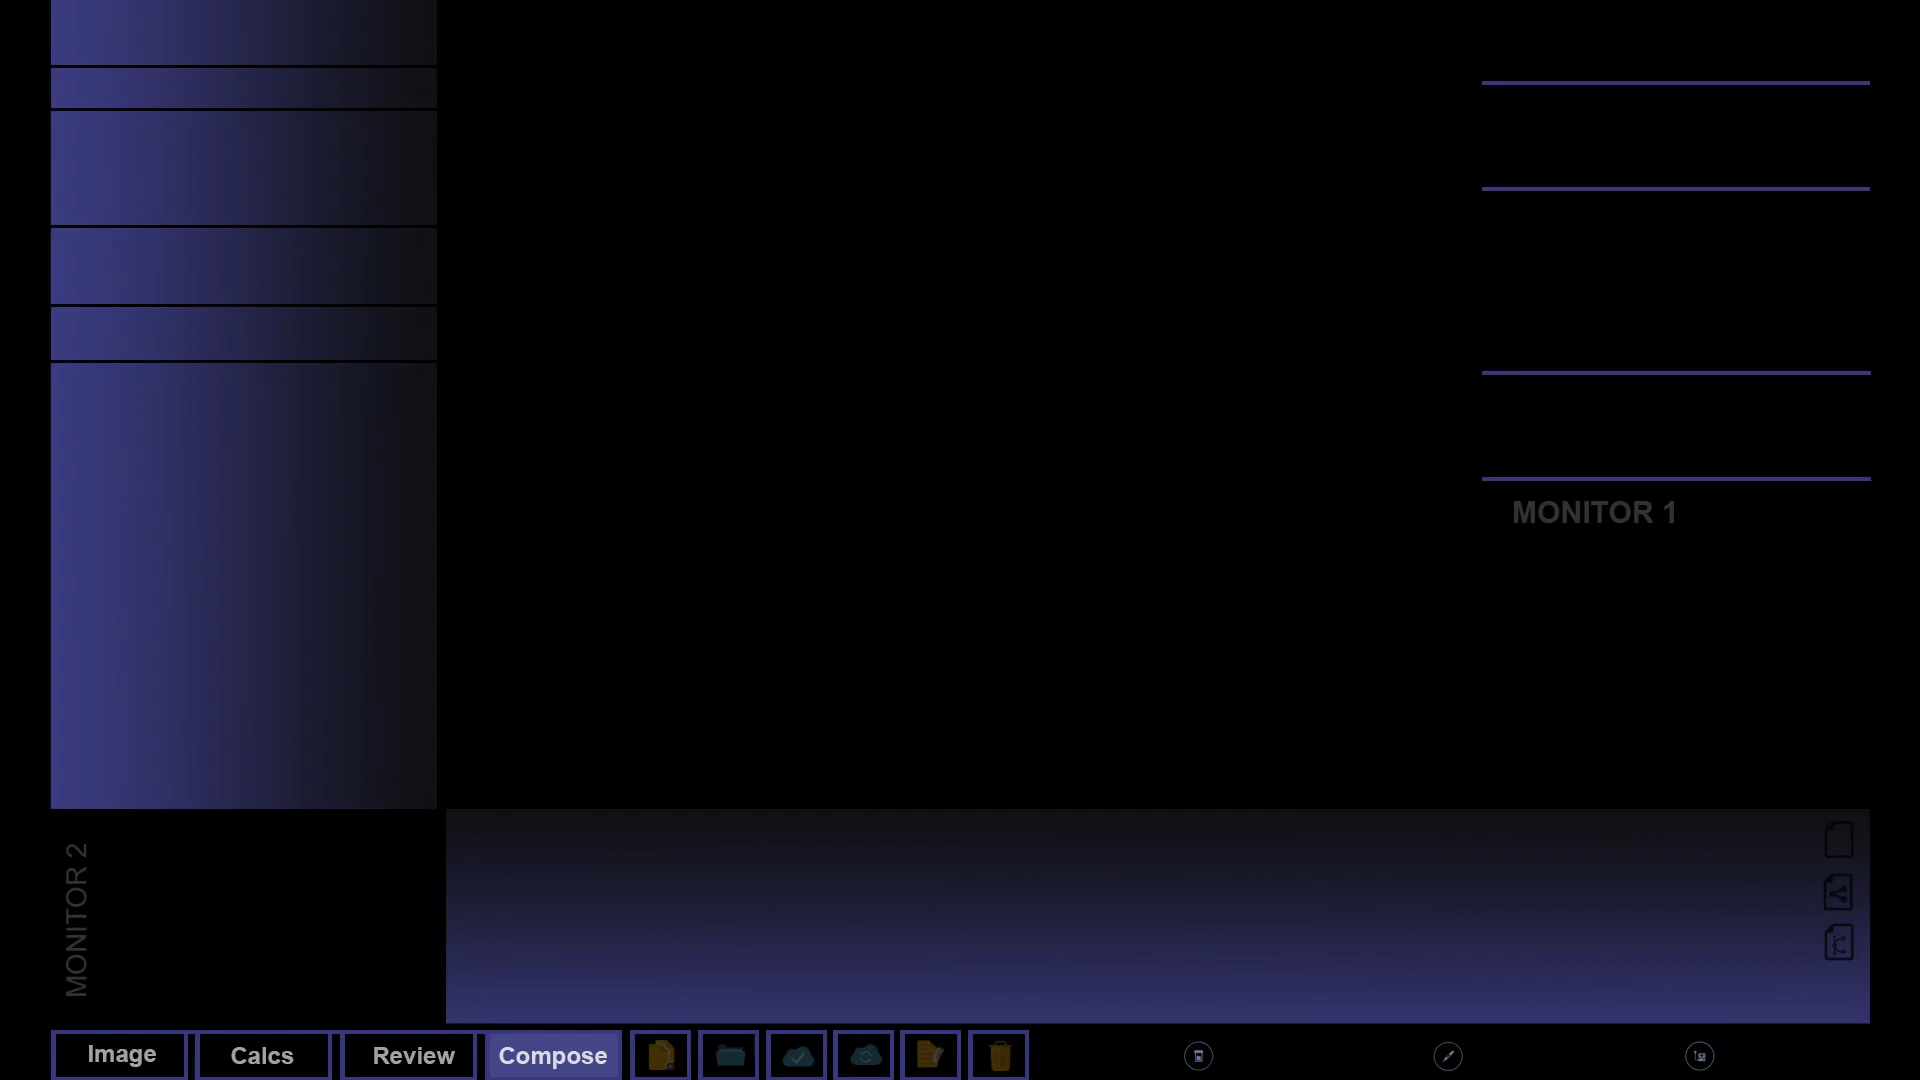 MONITOR 1
MONITOR 2
Image
Calcs
Review
Compose